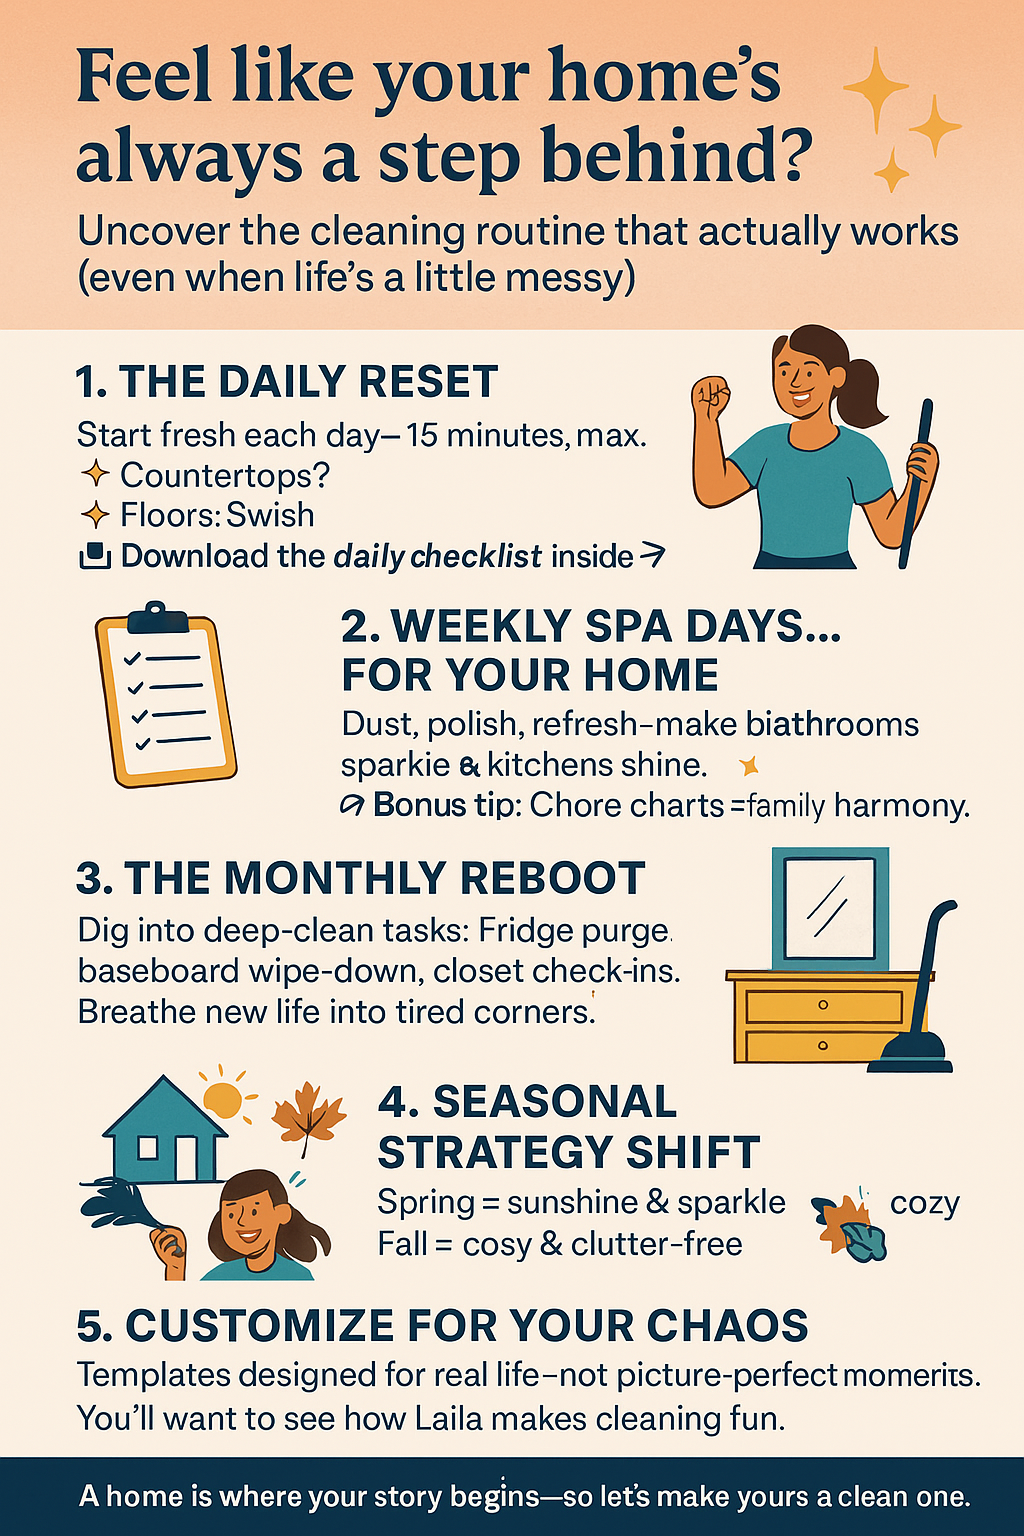 Feel like your home's
always a step behind?
Uncover the cleaning routine that actually works
(even when life's a little messy)
1. THE DAILY RESET
Start fresh each day—15 minutes, max.
Countertops?
Floors: Swish
Download the daily checklist inside
2. WEEKLY SPA DAYS...
FOR YOUR HOME
Dust, polish, refresh–make biathrooms
sparkie & kitchens shine.
Bonus tip: Chore charts =family harmony.
3. THE MONTHLY REBOOT
Dig into deep-clean tasks: Fridge purge.
baseboard wipe-down, closet check-ins.
Breathe new life into tired corners.
4. SEASONAL
STRATEGY SHIFT
Spring = sunshine & sparkle cozy
Fall = cosy & clutter-free
5. CUSTOMIZE FOR YOUR CHAOS
Templates designed for real life–not picture-perfect momerits.
You'll want to see how Laila makes cleaning fun.
A home is where your story begins—so let's make yours a clean one.